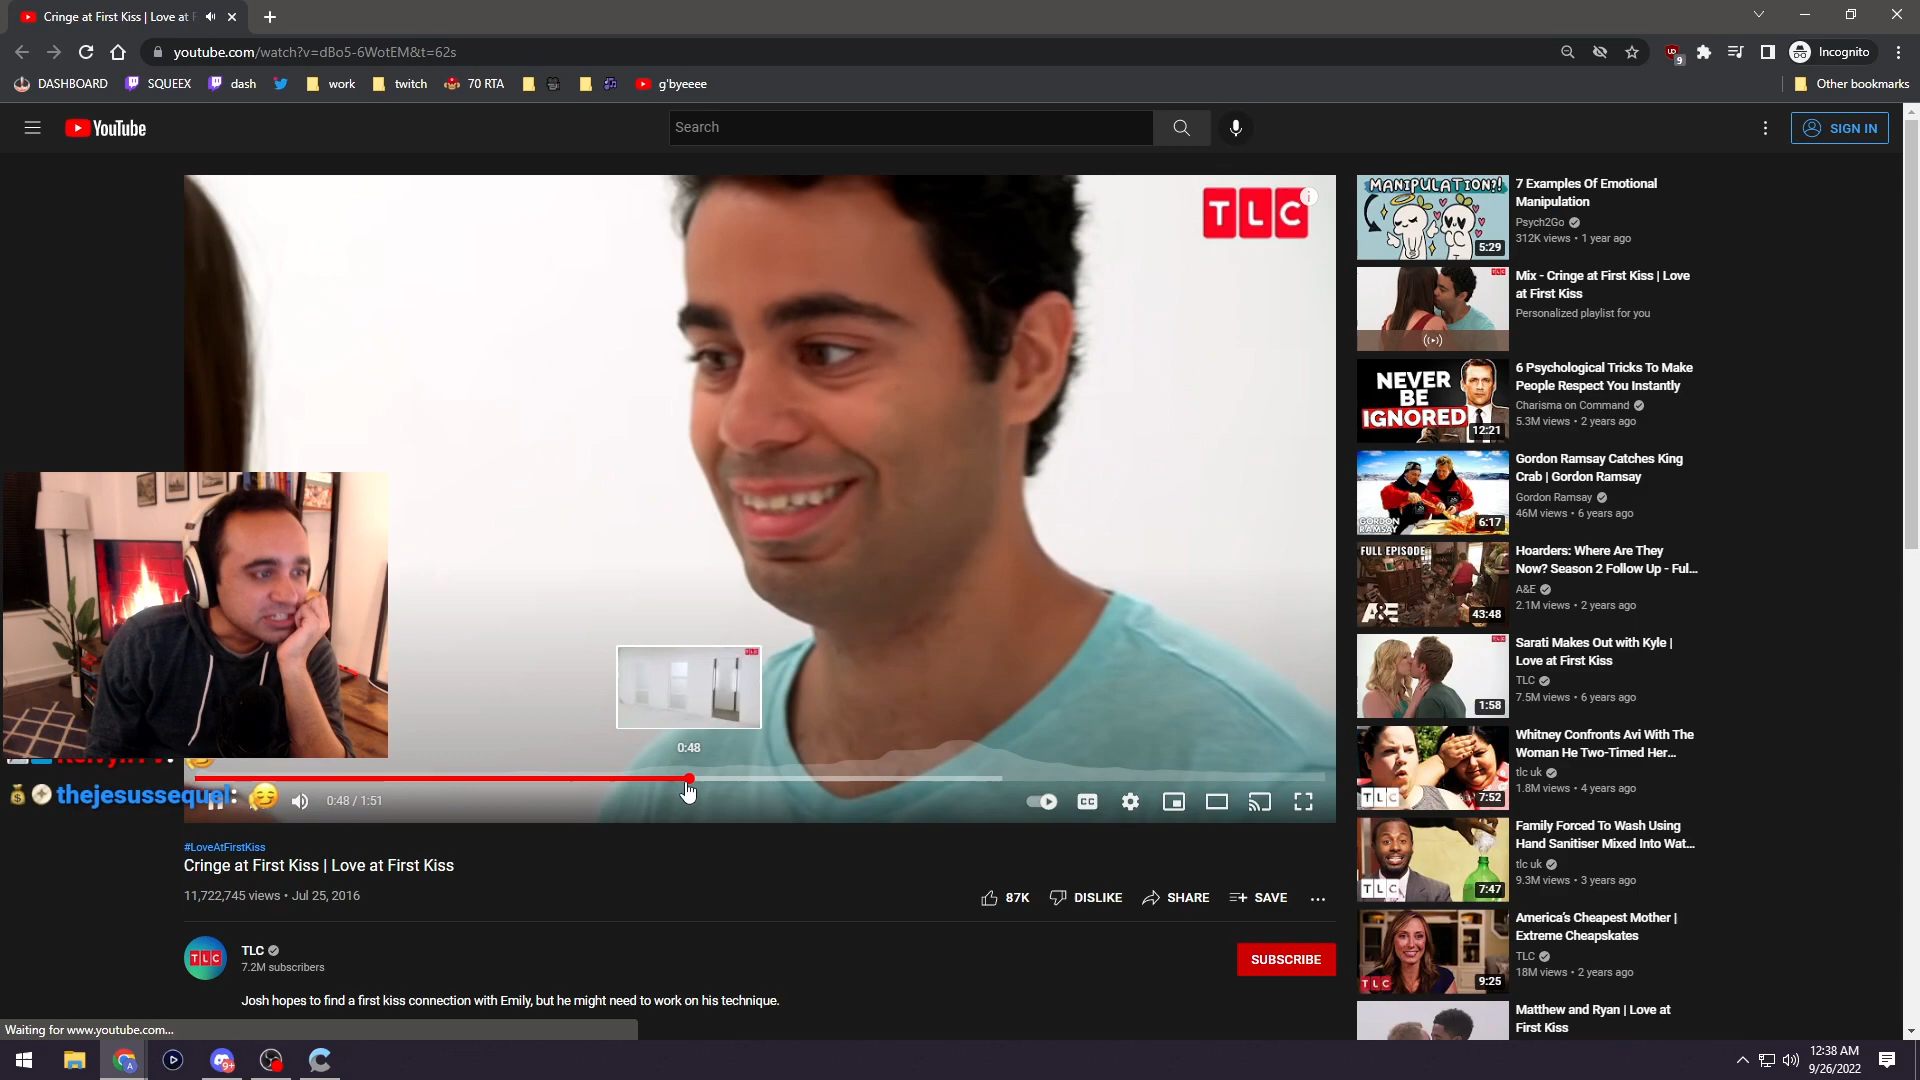 Cringe at First Kiss | Love at F
youtube.com/watch?v=dBo5-6WotEM&t=62s
9
Incognito
DASHBOARD
SQUEEX
dash
work
twitch
70 RTA
g'byeeee
Other bookmarks
YouTube
Search
SIGN IN
TLC
0:48
thejesussequel:
0:48 / 1:51
CC
#LoveAtFirstKiss
Cringe at First Kiss | Love at First Kiss
11,722,745 views • Jul 25, 2016
87K
DISLIKE
SHARE
SAVE
TLC
TLC
7.2M subscribers
SUBSCRIBE
Josh hopes to find a first kiss connection with Emily, but he might need to work on his technique.
MANIPULATION?!
5:29
7 Examples Of Emotional
Manipulation
Psych2Go
312K views • 1 year ago
Mix - Cringe at First Kiss | Love
at First Kiss
Personalized playlist for you
NEVER
BE
IGNORED
12:21
6 Psychological Tricks To Make
People Respect You Instantly
Charisma on Command
5.3M views • 2 years ago
GORDON
RAMSAY
6:17
Gordon Ramsay Catches King
Crab | Gordon Ramsay
Gordon Ramsay
46M views • 6 years ago
FULL EPISODE
A&E
43:48
Hoarders: Where Are They
Now? Season 2 Follow Up - Ful...
A&E
2.1M views • 2 years ago
1:58
Sarati Makes Out with Kyle |
Love at First Kiss
TLC
7.5M views • 6 years ago
TLC
7:52
Whitney Confronts Avi With The
Woman He Two-Timed Her...
tlc uk
1.8M views • 4 years ago
TLC
7:47
Family Forced To Wash Using
Hand Sanitiser Mixed Into Wat...
tlc uk
9.3M views • 3 years ago
TLC
9:25
America's Cheapest Mother |
Extreme Cheapskates
TLC
18M views • 2 years ago
Matthew and Ryan | Love at
First Kiss
Waiting for www.youtube.com...
9+
12:38 AM
9/26/2022